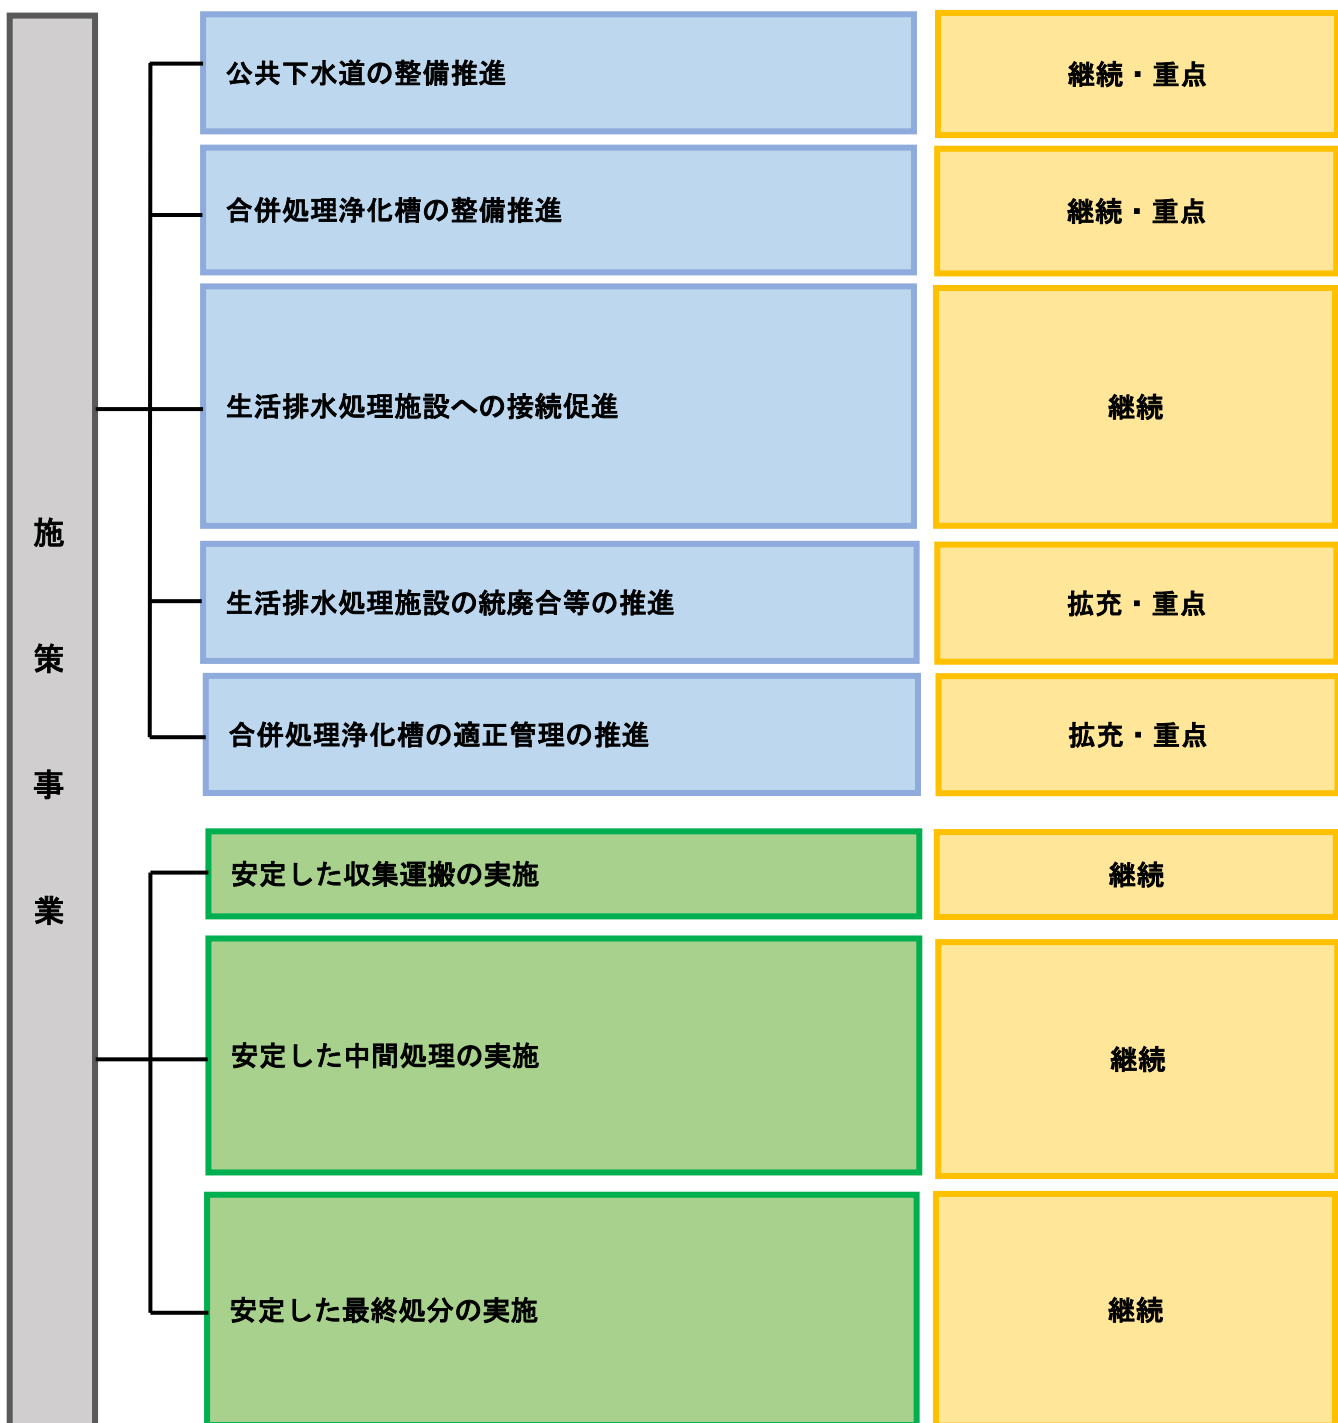 施策事業
公共下水道の整備推進
継続・重点
合併処理浄化槽の整備推進
継続・重点
生活排水処理施設への接続促進
継続
生活排水処理施設の統廃合等の推進
拡充・重点
合併処理浄化槽の適正管理の推進
拡充・重点
安定した収集運搬の実施
継続
安定した中間処理の実施
継続
安定した最終処分の実施
継続